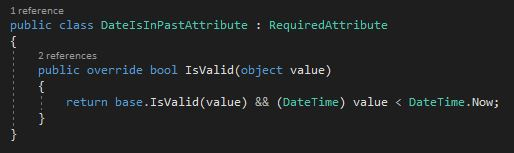 1 reference
public class DateIsInPastAttribute : RequiredAttribute
{
2 references
public override bool IsValid(object value)
{
return base.IsValid(value) && (DateTime) value < DateTime.Now;
}
}